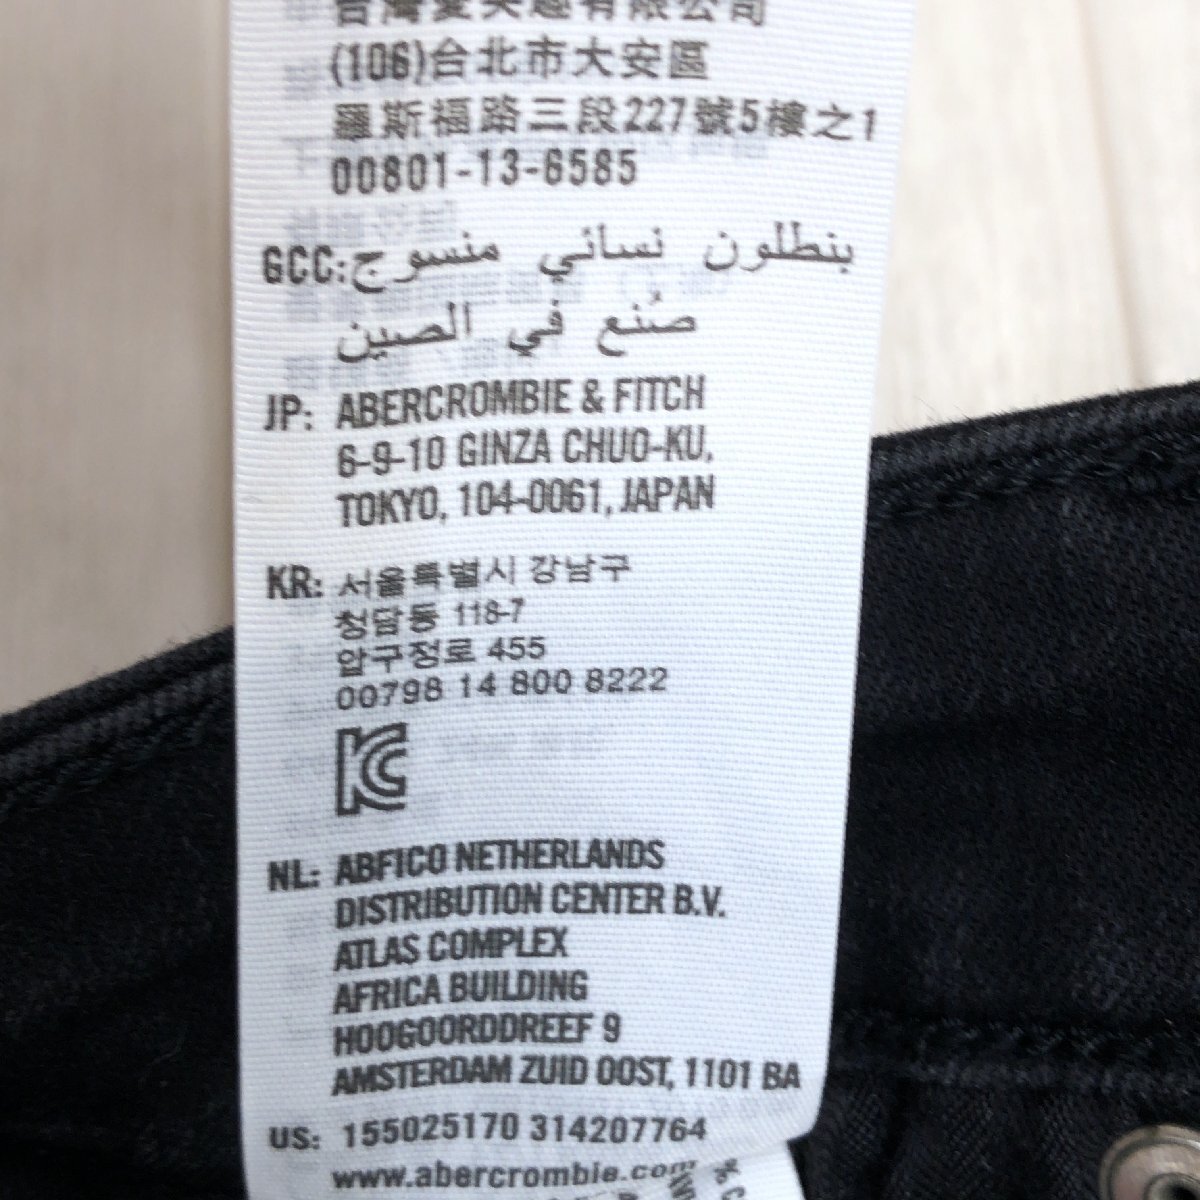 台灣愛美趣有限公司
(106)台北市大安區
羅斯福路三段227號5樓之1
00801-13-6585
GCC: بنطلون نسائي منسوج
صُنع في الصين
JP: ABERCROMBIE & FITCH
6-9-10 GINZA CHUO-KU,
TOKYO, 104-0061, JAPAN
KR: 서울특별시 강남구
청담동 118-7
압구정로 455
00798 14 800 8222
KC
NL: ABFICO NETHERLANDS
DISTRIBUTION CENTER B.V.
ATLAS COMPLEX
AFRICA BUILDING
HOOGOORDDREEF 9
AMSTERDAM ZUID OOST, 1101 BA
US: 155025170 314207764
www.abercrombie.com